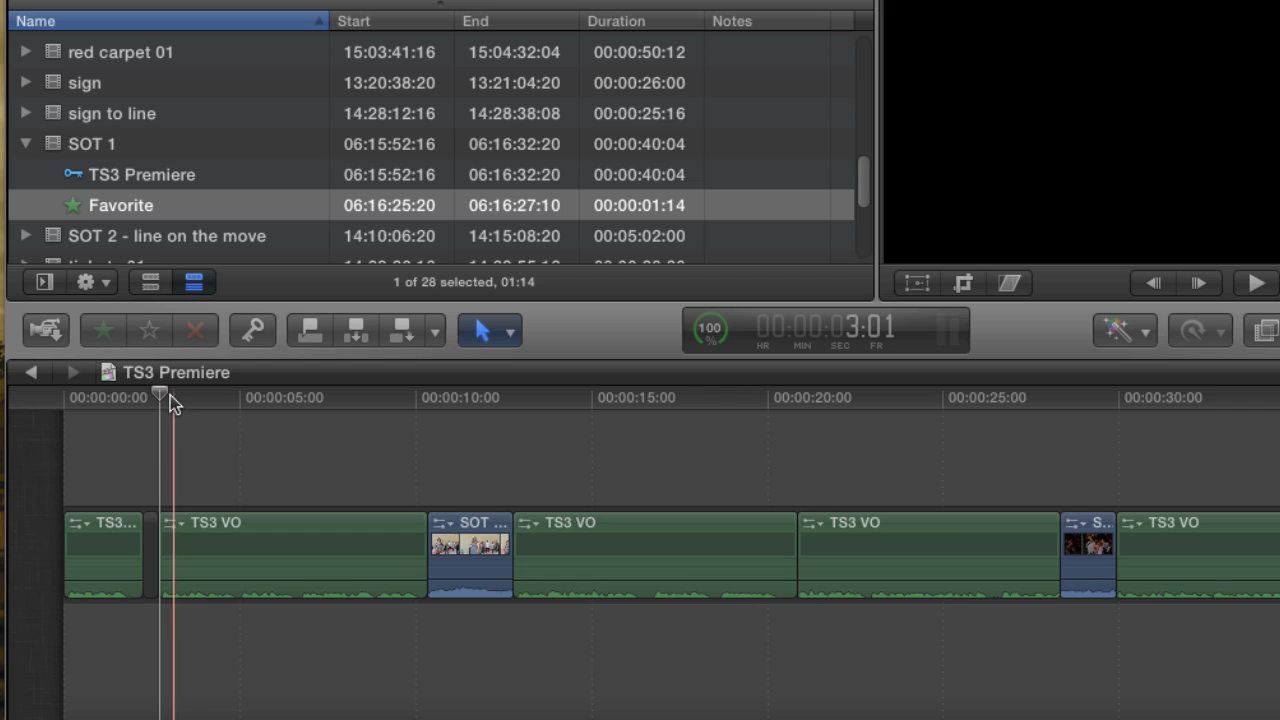 Name Start End Duration Notes
red carpet 01 15:03:41:16 15:04:32:04 00:00:50:12
sign 13:20:38:20 13:21:04:20 00:00:26:00
sign to line 14:28:12:16 14:28:38:08 00:00:25:16
SOT 1 06:15:52:16 06:16:32:20 00:00:40:04
TS3 Premiere 06:15:52:16 06:16:32:20 00:00:40:04
Favorite 06:16:25:20 06:16:27:10 00:00:01:14
SOT 2 - line on the move 14:10:06:20 14:15:08:20 00:05:02:00
1 of 28 selected, 01:14
100 % 00:00:03:01
HR MIN SEC FR
TS3 Premiere
00:00:00:00 00:00:05:00 00:00:10:00 00:00:15:00 00:00:20:00 00:00:25:00 00:00:30:00
TS3... TS3 VO SOT ... TS3 VO TS3 VO S... TS3 VO